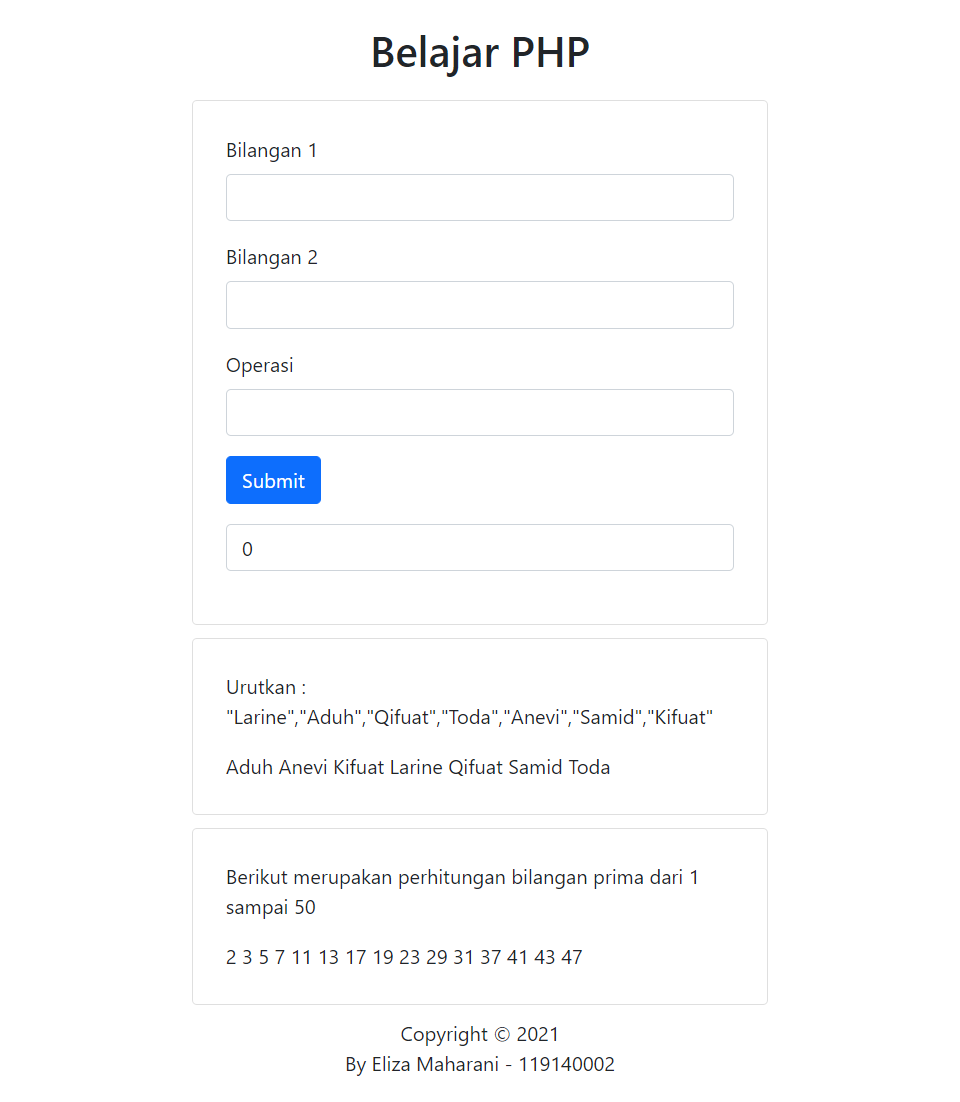 Belajar PHP
Bilangan 1
Bilangan 2
Operasi
Submit
0
Urutkan :
"Larine","Aduh","Qifuat","Toda","Anevi","Samid","Kifuat"
Aduh Anevi Kifuat Larine Qifuat Samid Toda
Berikut merupakan perhitungan bilangan prima dari 1
sampai 50
2 3 5 7 11 13 17 19 23 29 31 37 41 43 47
Copyright © 2021
By Eliza Maharani - 119140002